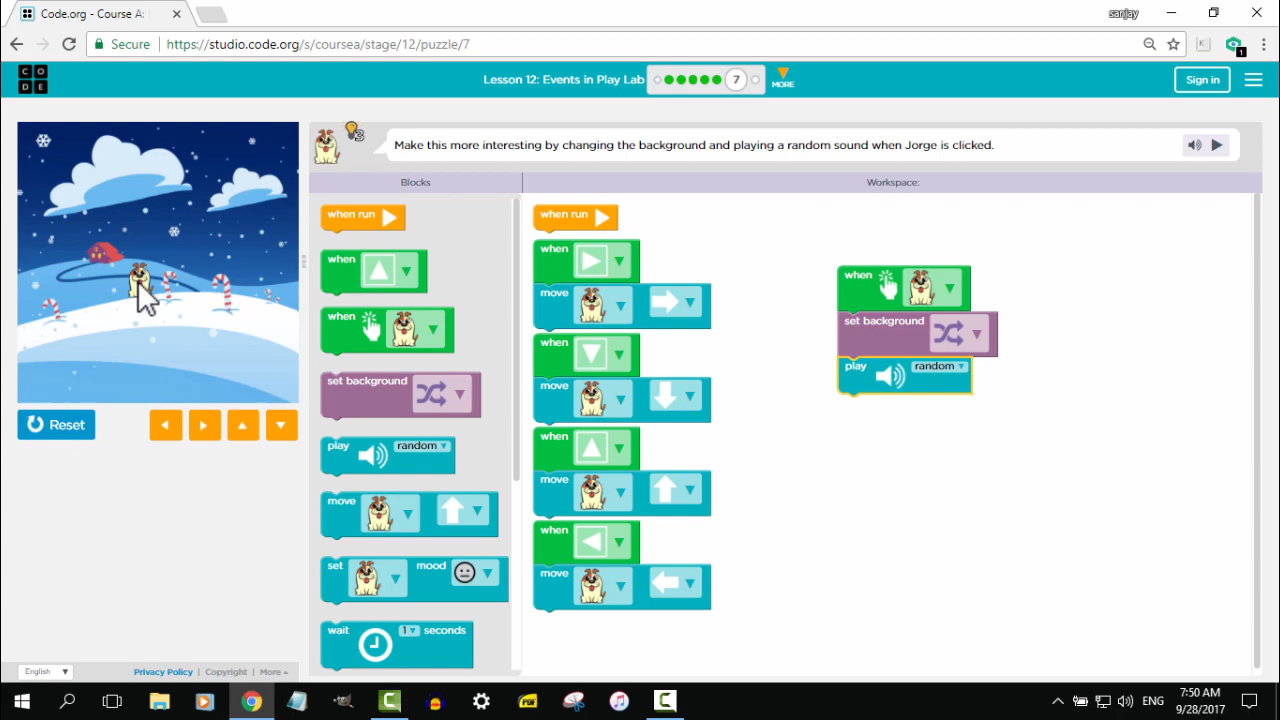 Code.org - Course A:
sanjay
Secure
https://studio.code.org/s/coursea/stage/12/puzzle/7
C O
D E
Lesson 12: Events in Play Lab
7
MORE
Sign in
3
Make this more interesting by changing the background and playing a random sound when Jorge is clicked.
Blocks
Workspace:
when run
when
when
set background
play random
move
set mood
wait 1 seconds
when run
when
move
when
move
when
move
when
move
when
set background
play random
Reset
English
Privacy Policy
Copyright
More
ENG
7:50 AM
9/28/2017